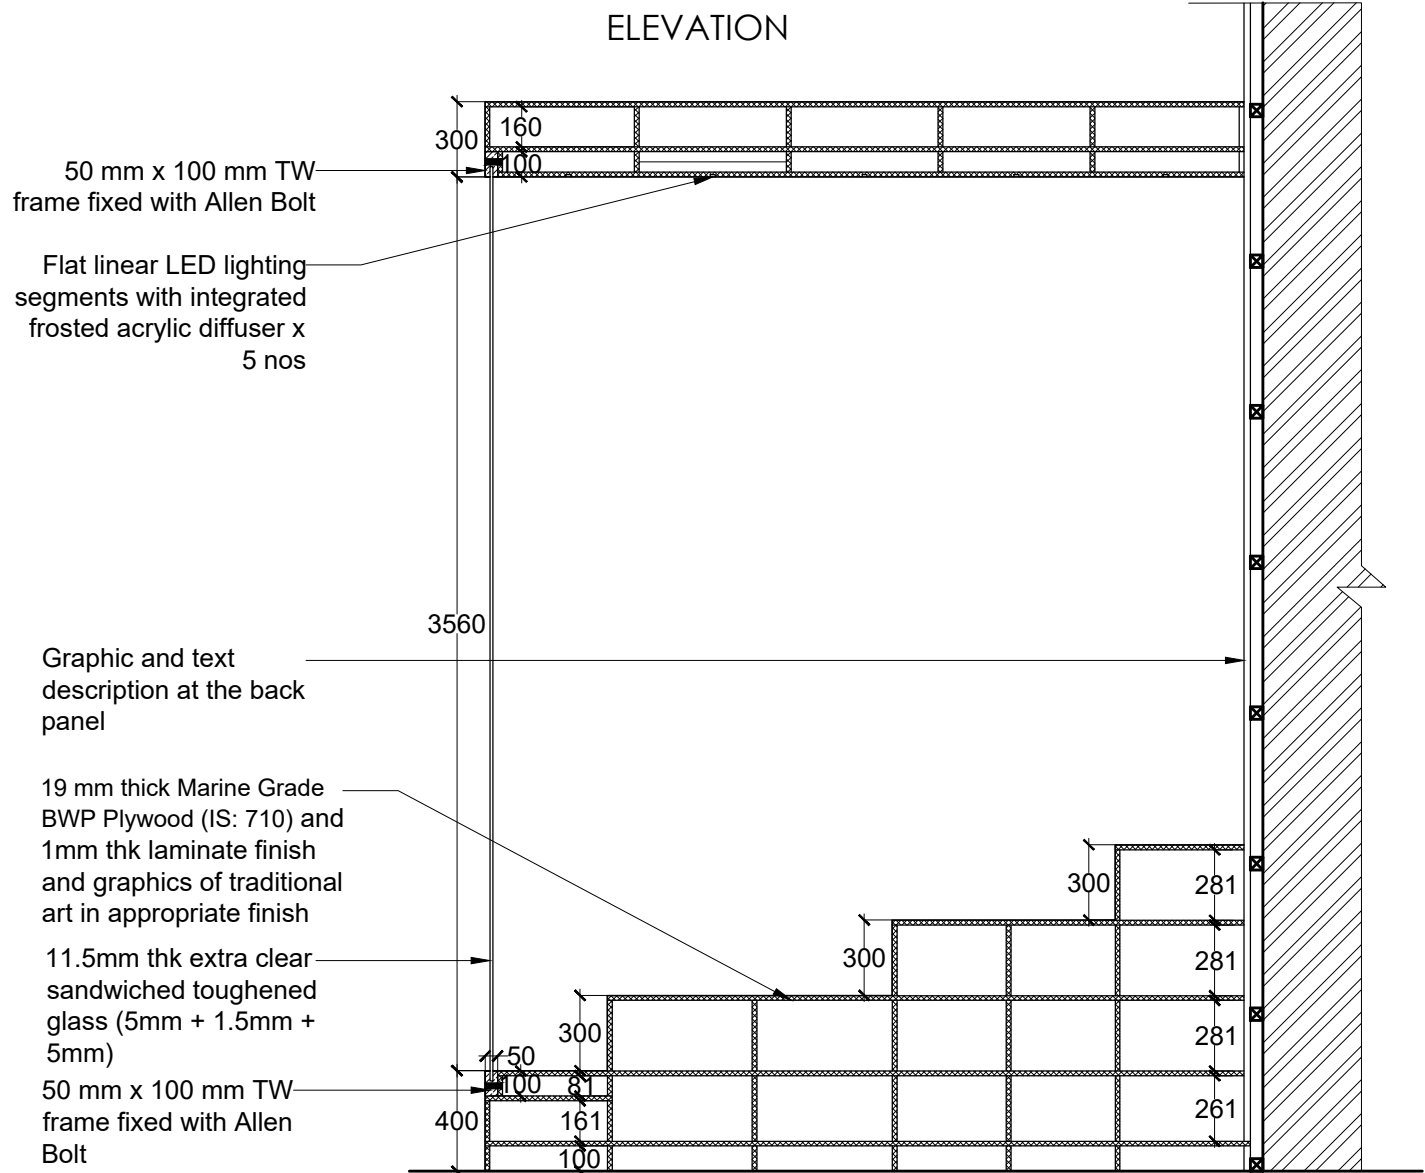 ELEVATION
300
160
100
50 mm x 100 mm TW
frame fixed with Allen Bolt
Flat linear LED lighting
segments with integrated
frosted acrylic diffuser x
5 nos
3560
Graphic and text
description at the back
panel
19 mm thick Marine Grade
BWP Plywood (IS: 710) and
1mm thk laminate finish
and graphics of traditional
art in appropriate finish
300
281
300
281
11.5mm thk extra clear
sandwiched toughened
glass (5mm + 1.5mm +
5mm)
300
281
50
100
81
50 mm x 100 mm TW
frame fixed with Allen
Bolt
400
161
261
100